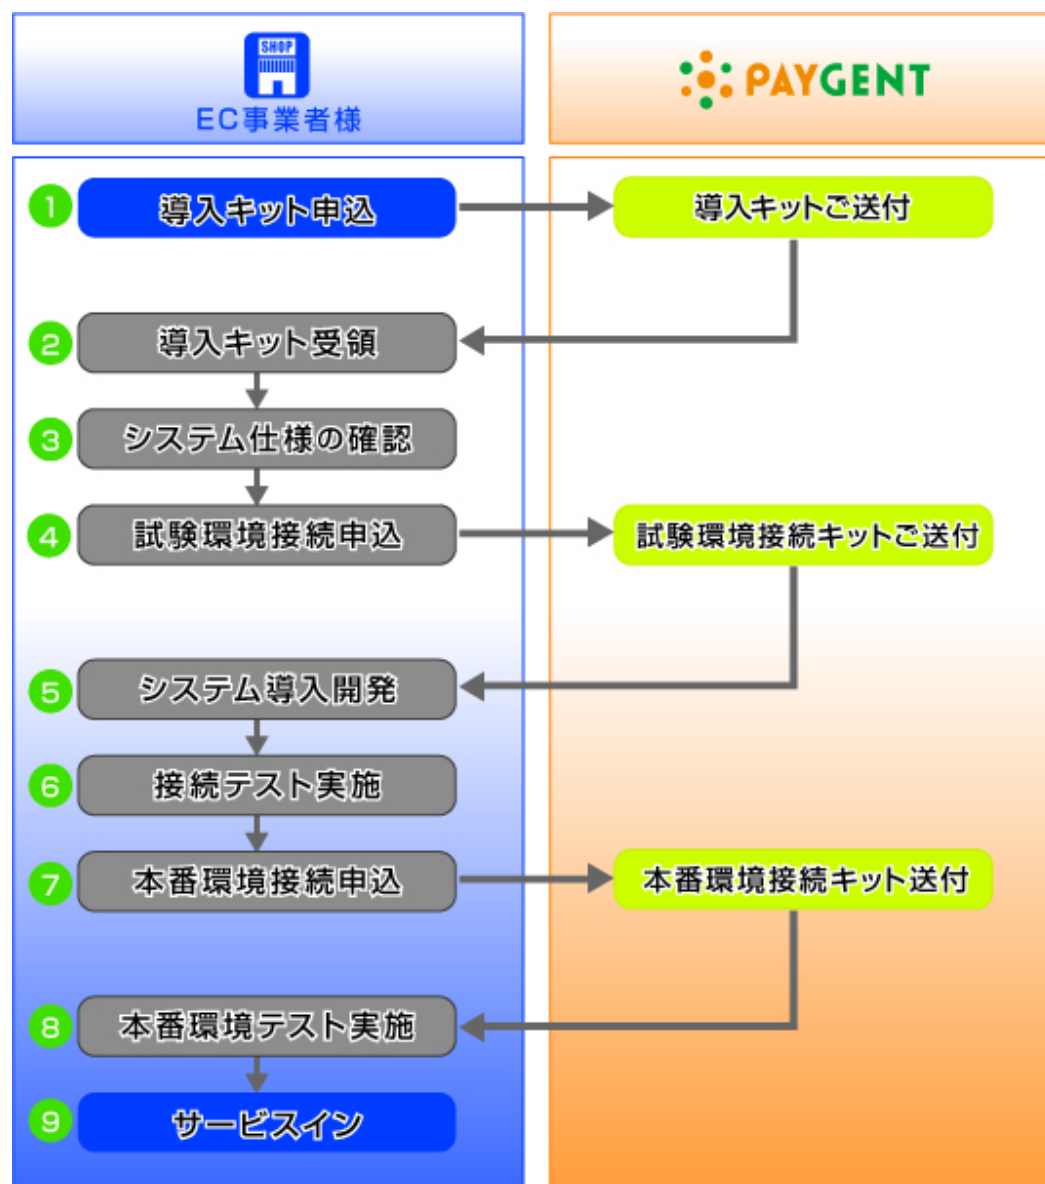 SHOP
EC事業者様
PAYGENT
1 導入キット申込
導入キットご送付
2 導入キット受領
3 システム仕様の確認
4 試験環境接続申込
試験環境接続キットご送付
5 システム導入開発
6 接続テスト実施
7 本番環境接続申込
本番環境接続キット送付
8 本番環境テスト実施
9 サービスイン